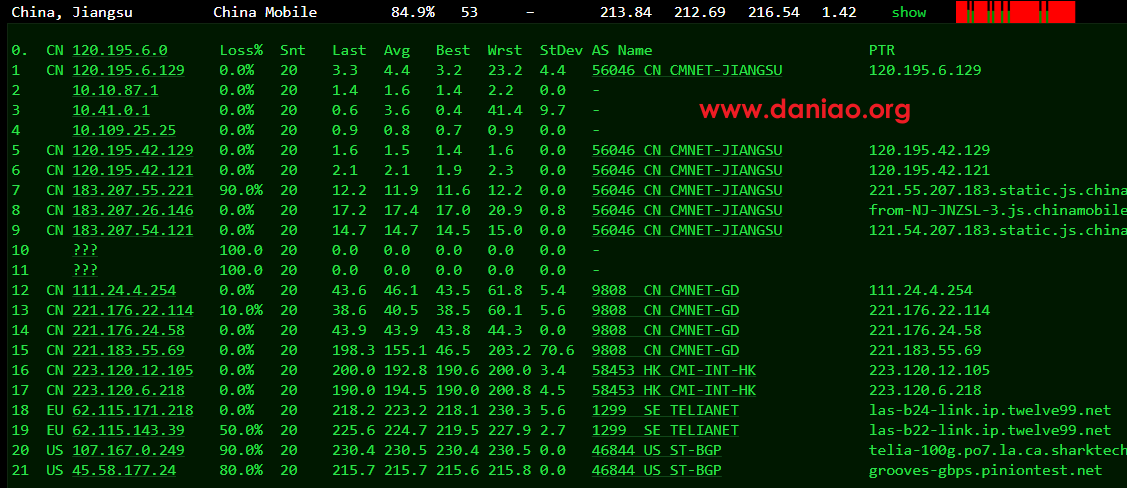 China, Jiangsu China Mobile 84.9% 53 – 213.84 212.69 216.54 1.42 show
0. CN 120.195.6.0 Loss% Snt Last Avg Best Wrst StDev AS Name PTR
1 CN 120.195.6.129 0.0% 20 3.3 4.4 3.2 23.2 4.4 56046 CN CMNET-JIANGSU 120.195.6.129
2 10.10.87.1 0.0% 20 1.4 1.6 1.4 2.2 0.0 -
www.daniao.org
3 10.41.0.1 0.0% 20 0.6 3.6 0.4 41.4 9.7 -
4 10.109.25.25 0.0% 20 0.9 0.8 0.7 0.9 0.0 -
5 CN 120.195.42.129 0.0% 20 1.6 1.5 1.4 1.6 0.0 56046 CN CMNET-JIANGSU 120.195.42.129
6 CN 120.195.42.121 0.0% 20 2.1 2.1 1.9 2.3 0.0 56046 CN CMNET-JIANGSU 120.195.42.121
7 CN 183.207.55.221 90.0% 20 12.2 11.9 11.6 12.2 0.0 56046 CN CMNET-JIANGSU 221.55.207.183.static.js.china
8 CN 183.207.26.146 0.0% 20 17.2 17.4 17.0 20.9 0.8 56046 CN CMNET-JIANGSU from-NJ-JNZSL-3.js.chinamobile
9 CN 183.207.54.121 0.0% 20 14.7 14.7 14.5 15.0 0.0 56046 CN CMNET-JIANGSU 121.54.207.183.static.js.china
10 ??? 100.0 20 0.0 0.0 0.0 0.0 0.0 -
11 ??? 100.0 20 0.0 0.0 0.0 0.0 0.0 -
12 CN 111.24.4.254 0.0% 20 43.6 46.1 43.5 61.8 5.4 9808 CN CMNET-GD 111.24.4.254
13 CN 221.176.22.114 10.0% 20 38.6 40.5 38.5 60.1 5.6 9808 CN CMNET-GD 221.176.22.114
14 CN 221.176.24.58 0.0% 20 43.9 43.9 43.8 44.3 0.0 9808 CN CMNET-GD 221.176.24.58
15 CN 221.183.55.69 0.0% 20 198.3 155.1 46.5 203.2 70.6 9808 CN CMNET-GD 221.183.55.69
16 CN 223.120.12.105 0.0% 20 200.0 192.8 190.6 200.0 3.4 58453 HK CMI-INT-HK 223.120.12.105
17 CN 223.120.6.218 0.0% 20 190.0 194.5 190.0 200.8 4.5 58453 HK CMI-INT-HK 223.120.6.218
18 EU 62.115.171.218 0.0% 20 218.2 223.2 218.1 230.3 5.6 1299 SE TELIANET las-b24-link.ip.twelve99.net
19 EU 62.115.143.39 50.0% 20 225.6 224.7 219.5 227.9 2.7 1299 SE TELIANET las-b22-link.ip.twelve99.net
20 US 107.167.0.249 90.0% 20 230.4 230.5 230.4 230.5 0.0 46844 US ST-BGP telia-100g.po7.la.ca.sharktech
21 US 45.58.177.24 80.0% 20 215.7 215.7 215.6 215.8 0.0 46844 US ST-BGP grooves-gbps.piniontest.net